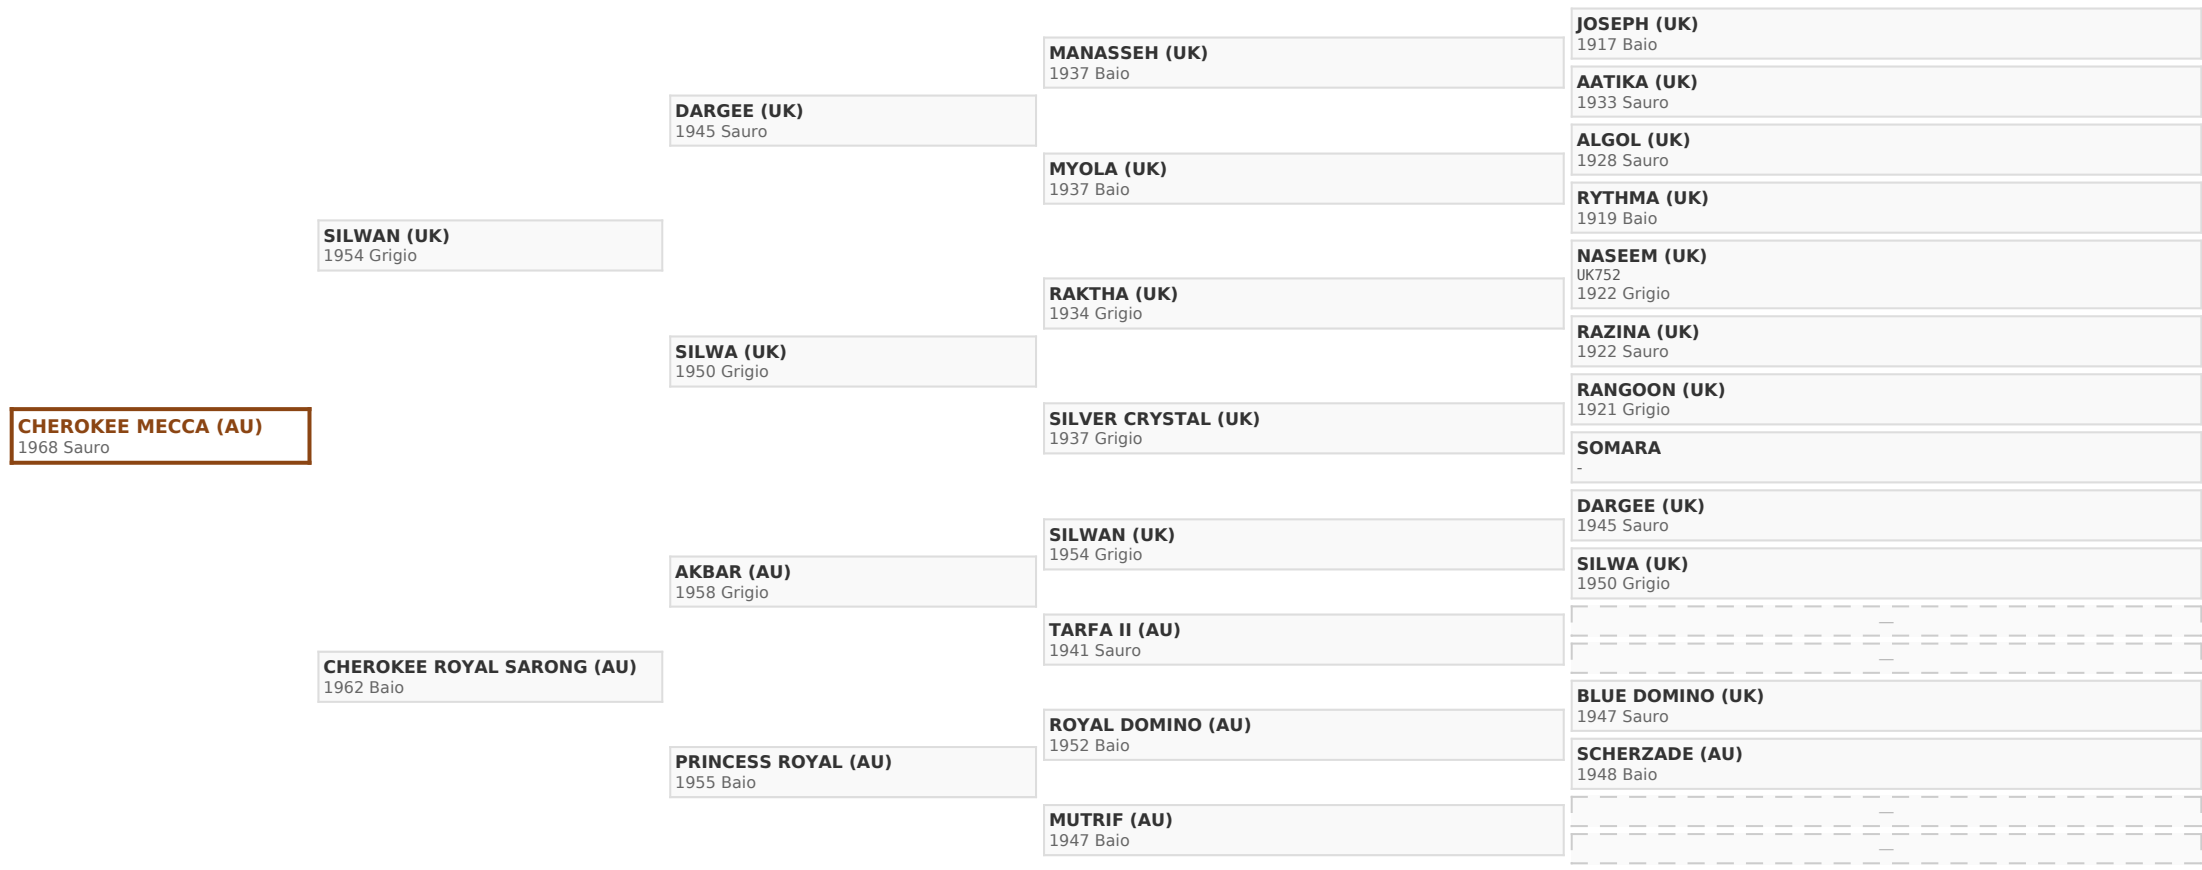 CHEROKEE MECCA (AU)
1968 Sauro
SILWAN (UK)
1954 Grigio
CHEROKEE ROYAL SARONG (AU)
1962 Baio
DARGEE (UK)
1945 Sauro
SILWA (UK)
1950 Grigio
AKBAR (AU)
1958 Grigio
PRINCESS ROYAL (AU)
1955 Baio
MANASSEH (UK)
1937 Baio
MYOLA (UK)
1937 Baio
RAKTHA (UK)
1934 Grigio
SILVER CRYSTAL (UK)
1937 Grigio
SILWAN (UK)
1954 Grigio
TARFA II (AU)
1941 Sauro
ROYAL DOMINO (AU)
1952 Baio
MUTRIF (AU)
1947 Baio
JOSEPH (UK)
1917 Baio
AATIKA (UK)
1933 Sauro
ALGOL (UK)
1928 Sauro
RYTHMA (UK)
1919 Baio
NASEEM (UK)
UK752
1922 Grigio
RAZINA (UK)
1922 Sauro
RANGOON (UK)
1921 Grigio
SOMARA
-
DARGEE (UK)
1945 Sauro
SILWA (UK)
1950 Grigio
—
—
BLUE DOMINO (UK)
1947 Sauro
SCHERZADE (AU)
1948 Baio
—
—